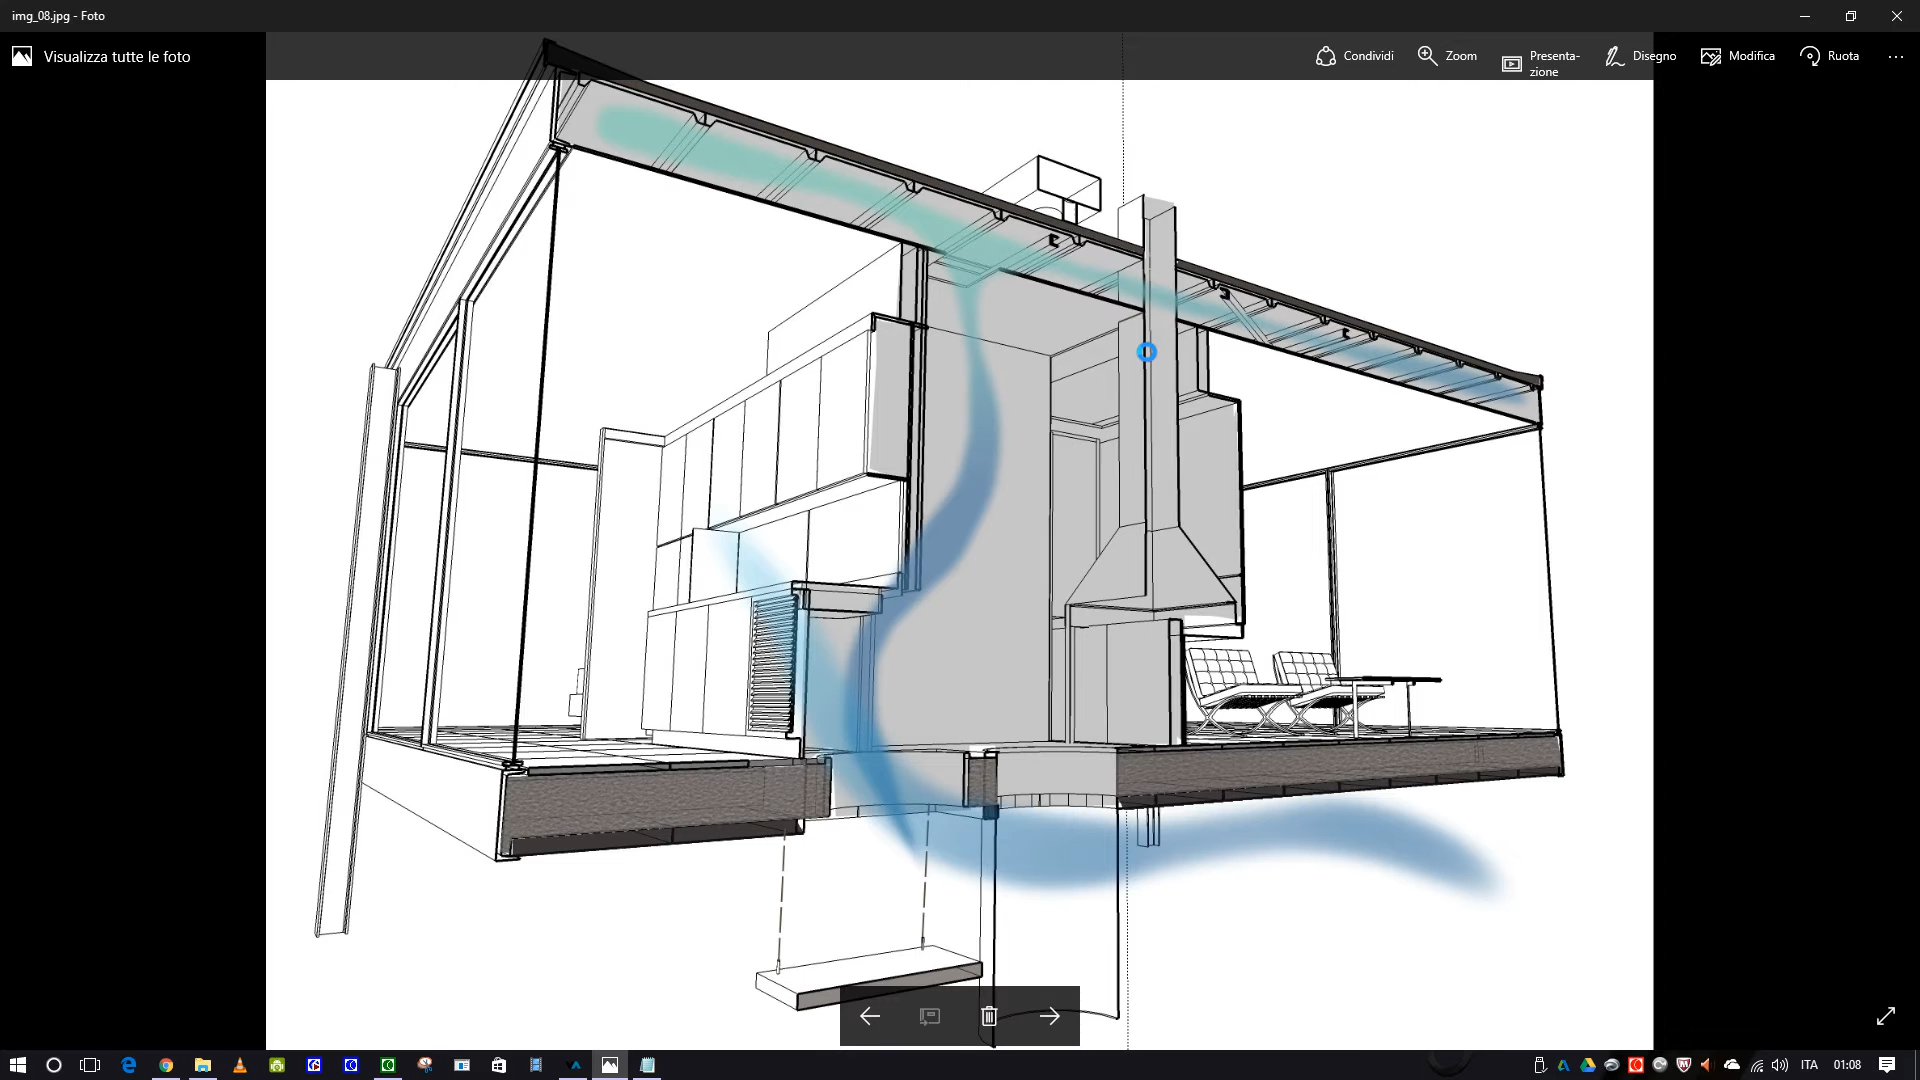 img_08.jpg - Foto
Visualizza tutte le foto
Condividi
Zoom
Presenta-
zione
Disegno
Modifica
Ruota
ITA
01:08